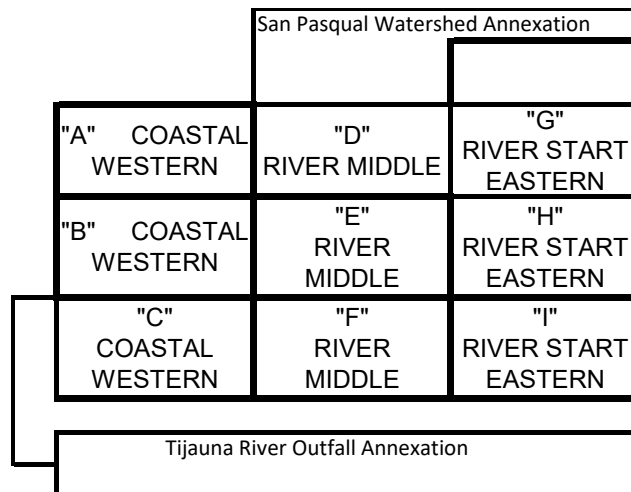 San Pasqual Watershed Annexation
"A" COASTAL
WESTERN
"D"
RIVER MIDDLE
"G"
RIVER START
EASTERN
"B" COASTAL
WESTERN
"E"
RIVER
MIDDLE
"H"
RIVER START
EASTERN
"C"
COASTAL
WESTERN
"F"
RIVER
MIDDLE
"I"
RIVER START
EASTERN
Tijauna River Outfall Annexation